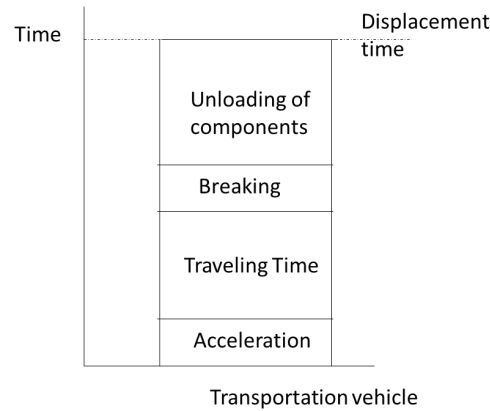 Time
Displacement
time
Unloading of
components
Breaking
Traveling Time
Acceleration
Transportation vehicle